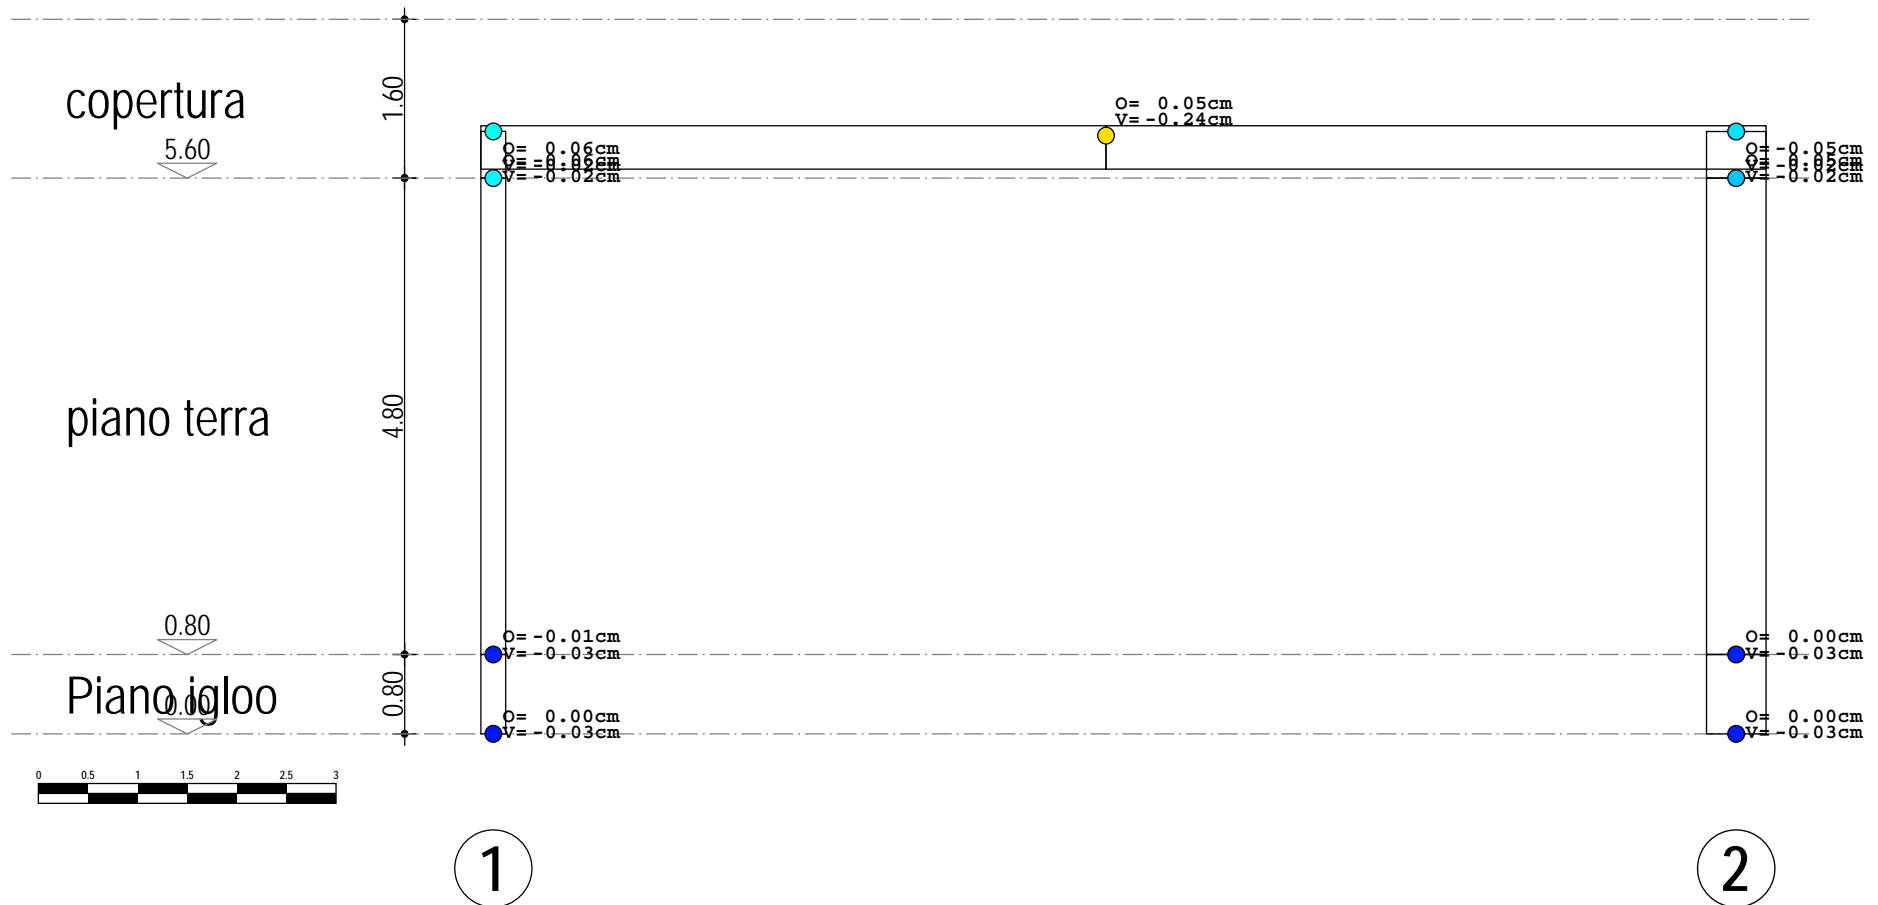 1.60
O= 0.05cm
V= -0.24cm
copertura
5.60
O= 0.06cm
V= -0.02cm
O= -0.05cm
V= -0.02cm
4.80
piano terra
0.80
O= -0.01cm
V= -0.03cm
O= 0.00cm
V= -0.03cm
Piano igloo
0.00
0.80
O= 0.00cm
V= -0.03cm
O= 0.00cm
V= -0.03cm
0 0.5 1 1.5 2 2.5 3
1
2